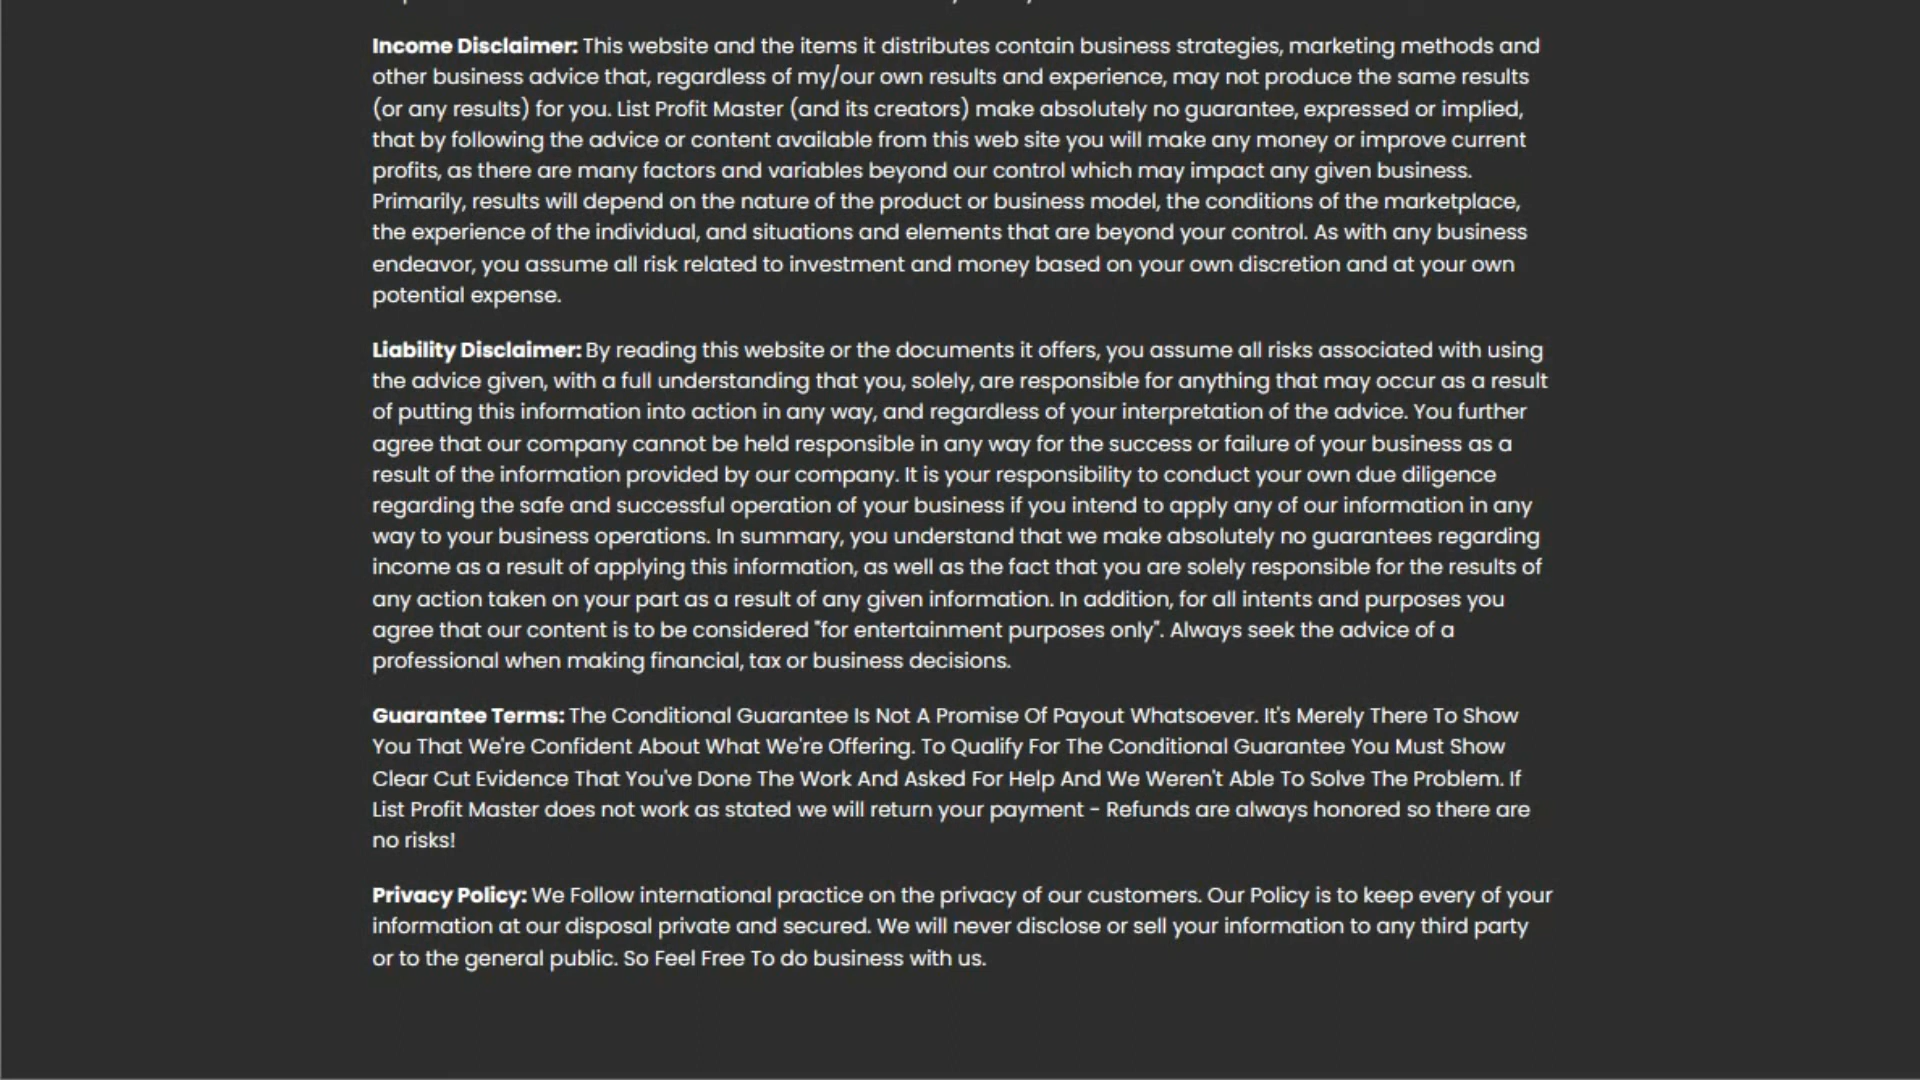 Income Disclaimer: This website and the items it distributes contain business strategies, marketing methods and
other business advice that, regardless of my/our own results and experience, may not produce the same results
(or any results) for you. List Profit Master (and its creators) make absolutely no guarantee, expressed or implied,
that by following the advice or content available from this web site you will make any money or improve current
profits, as there are many factors and variables beyond our control which may impact any given business.
Primarily, results will depend on the nature of the product or business model, the conditions of the marketplace,
the experience of the individual, and situations and elements that are beyond your control. As with any business
endeavor, you assume all risk related to investment and money based on your own discretion and at your own
potential expense.
Liability Disclaimer: By reading this website or the documents it offers, you assume all risks associated with using
the advice given, with a full understanding that you, solely, are responsible for anything that may occur as a result
of putting this information into action in any way, and regardless of your interpretation of the advice. You further
agree that our company cannot be held responsible in any way for the success or failure of your business as a
result of the information provided by our company. It is your responsibility to conduct your own due diligence
regarding the safe and successful operation of your business if you intend to apply any of our information in any
way to your business operations. In summary, you understand that we make absolutely no guarantees regarding
income as a result of applying this information, as well as the fact that you are solely responsible for the results of
any action taken on your part as a result of any given information. In addition, for all intents and purposes you
agree that our content is to be considered "for entertainment purposes only". Always seek the advice of a
professional when making financial, tax or business decisions.
Guarantee Terms: The Conditional Guarantee Is Not A Promise Of Payout Whatsoever. It's Merely There To Show
You That We're Confident About What We're Offering. To Qualify For The Conditional Guarantee You Must Show
Clear Cut Evidence That You've Done The Work And Asked For Help And We Weren't Able To Solve The Problem. If
List Profit Master does not work as stated we will return your payment - Refunds are always honored so there are
no risks!
Privacy Policy: We Follow international practice on the privacy of our customers. Our Policy is to keep every of your
information at our disposal private and secured. We will never disclose or sell your information to any third party
or to the general public. So Feel Free To do business with us.